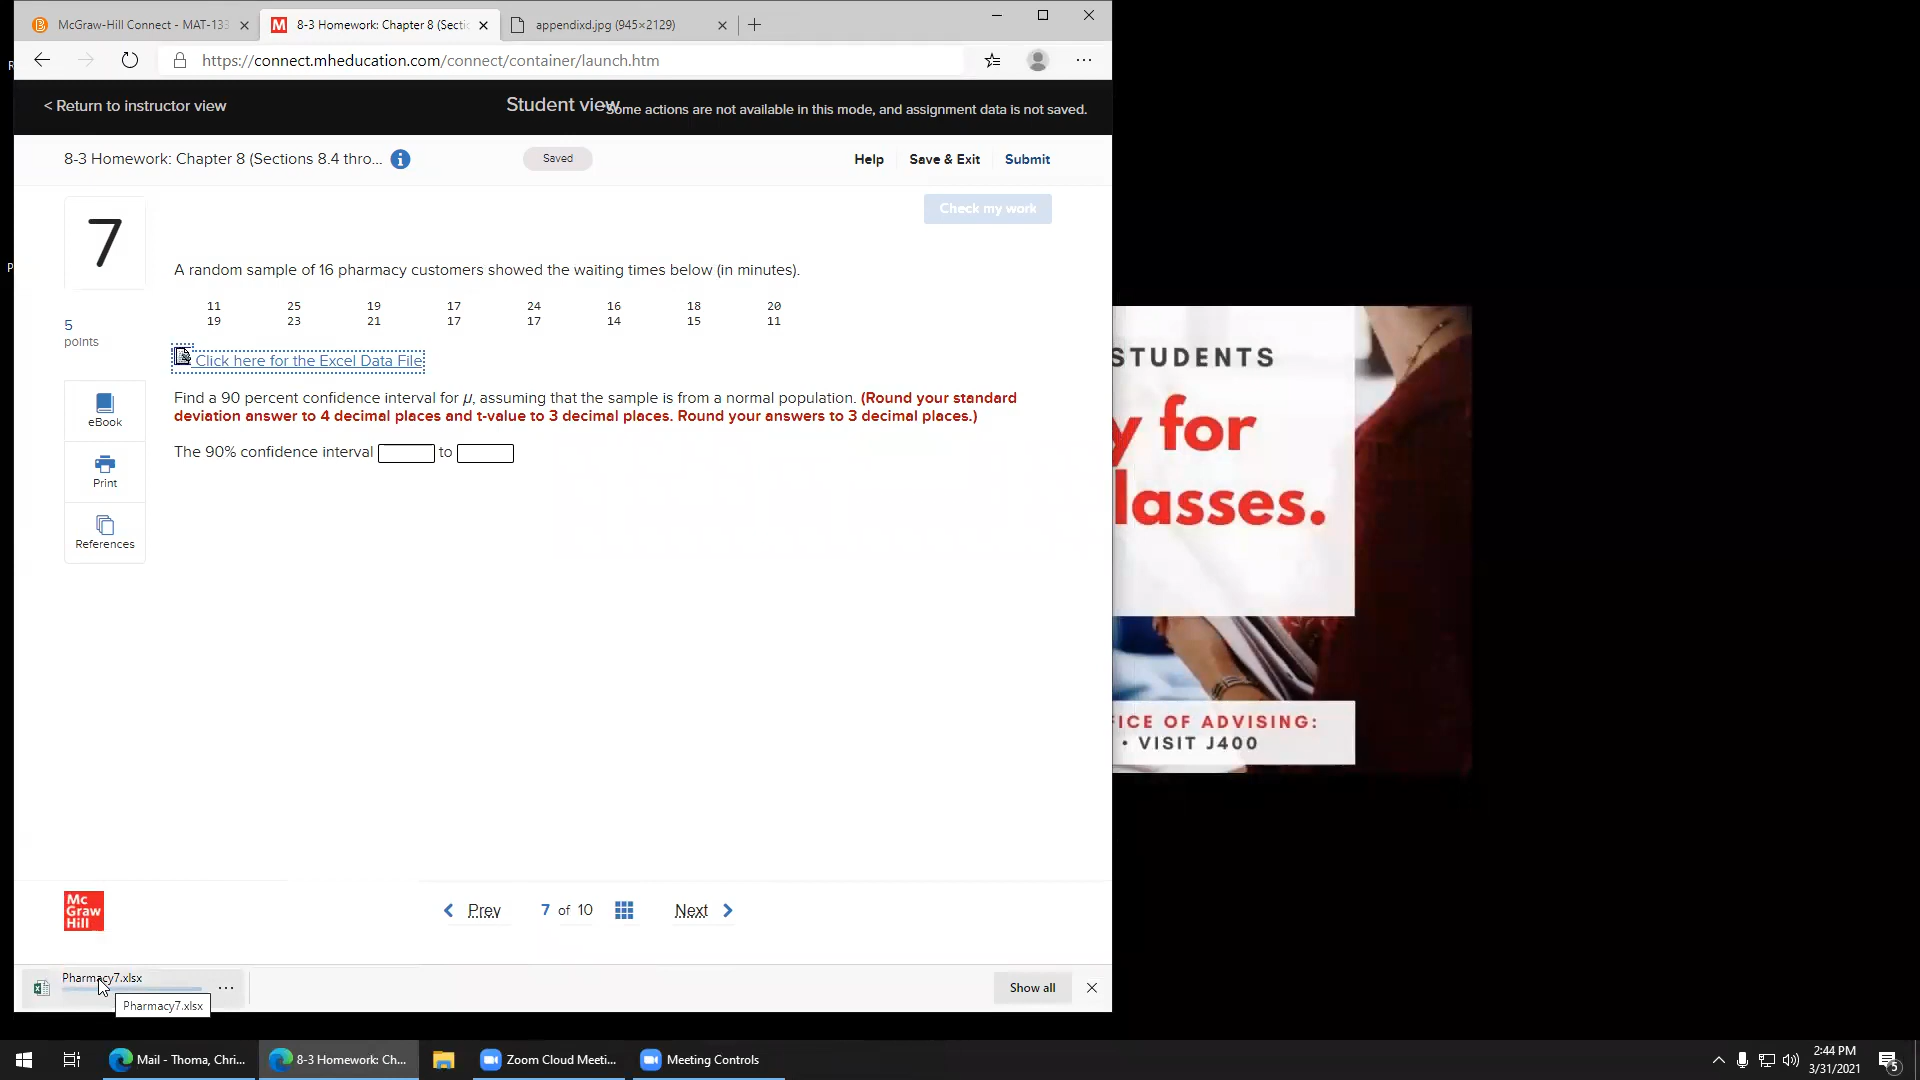 McGraw-Hill Connect - MAT-133
8-3 Homework: Chapter 8 (Secti
appendixd.jpg (945×2129)
https://connect.mheducation.com/connect/container/launch.htm
< Return to instructor view
Student view
Some actions are not available in this mode, and assignment data is not saved.
8-3 Homework: Chapter 8 (Sections 8.4 thro...
Saved
Help
Save & Exit
Submit
7
Check my work
A random sample of 16 pharmacy customers showed the waiting times below (in minutes).
11 25 19 17 24 16 18 20
19 23 21 17 17 14 15 11
5
points
Click here for the Excel Data File
Find a 90 percent confidence interval for μ, assuming that the sample is from a normal population. (Round your standard
deviation answer to 4 decimal places and t-value to 3 decimal places. Round your answers to 3 decimal places.)
The 90% confidence interval to
eBook
Print
References
STUDENTS
y for
lasses.
FICE OF ADVISING:
• VISIT J400
Mc
Graw
Hill
Prev
7 of 10
Next
Pharmacy7.xlsx
Pharmacy7.xlsx
Show all
Mail - Thoma, Chri...
8-3 Homework: Ch...
Zoom Cloud Meeti...
Meeting Controls
2:44 PM
3/31/2021
5